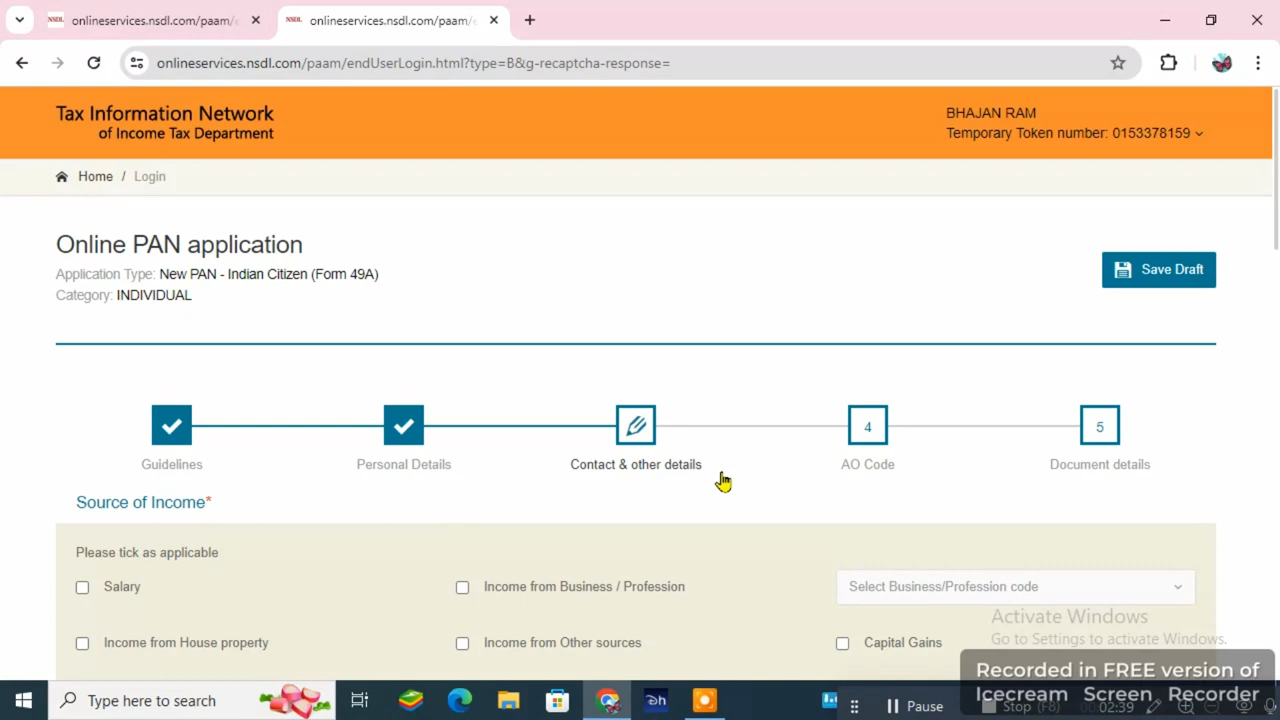 NSDL onlineservices.nsdl.com/paam/e
NSDL onlineservices.nsdl.com/paam/e
onlineservices.nsdl.com/paam/endUserLogin.html?type=B&g-recaptcha-response=
Tax Information Network
of Income Tax Department
BHAJAN RAM
Temporary Token number: 0153378159
Home / Login
Online PAN application
Application Type: New PAN - Indian Citizen (Form 49A)
Category: INDIVIDUAL
Save Draft
4
5
Guidelines
Personal Details
Contact & other details
AO Code
Document details
Source of Income*
Please tick as applicable
Salary
Income from Business / Profession
Select Business/Profession code
Activate Windows
Go to Settings to activate Windows.
Income from House property
Income from Other sources
Capital Gains
Recorded in FREE version of
Icecream Screen Recorder
Type here to search
Pause
Stop (F8)
00:02:39